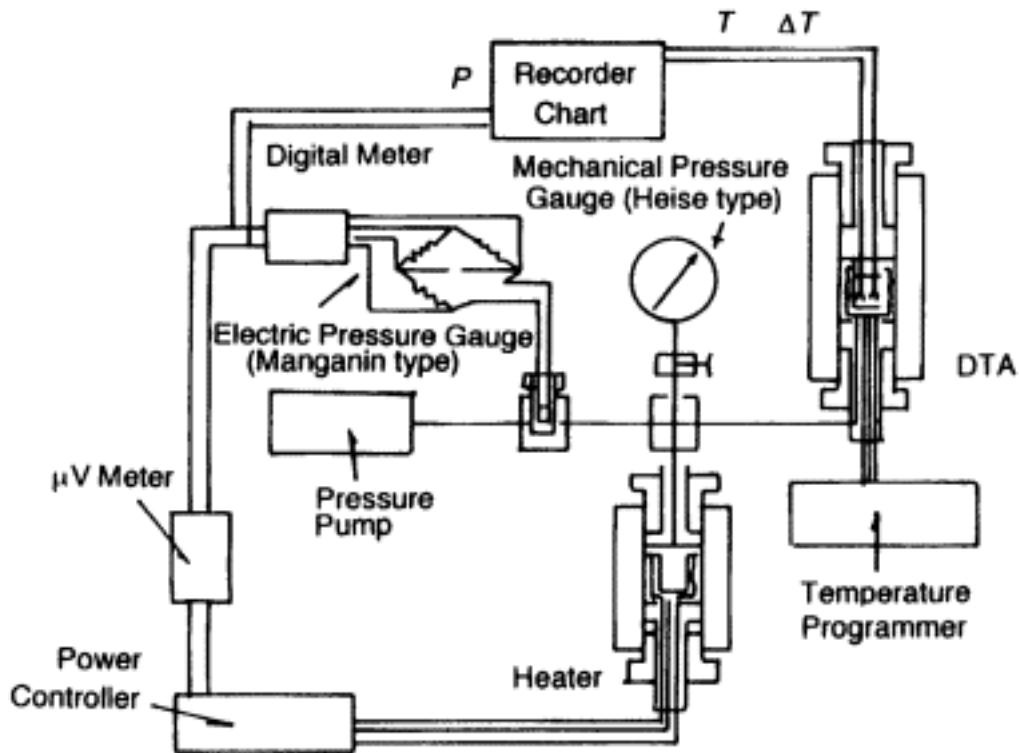 T ΔT
P
Recorder
Chart
Digital Meter
Mechanical Pressure
Gauge (Heise type)
Electric Pressure Gauge
(Manganin type)
DTA
μV Meter
Pressure
Pump
Temperature
Programmer
Power
Controller
Heater